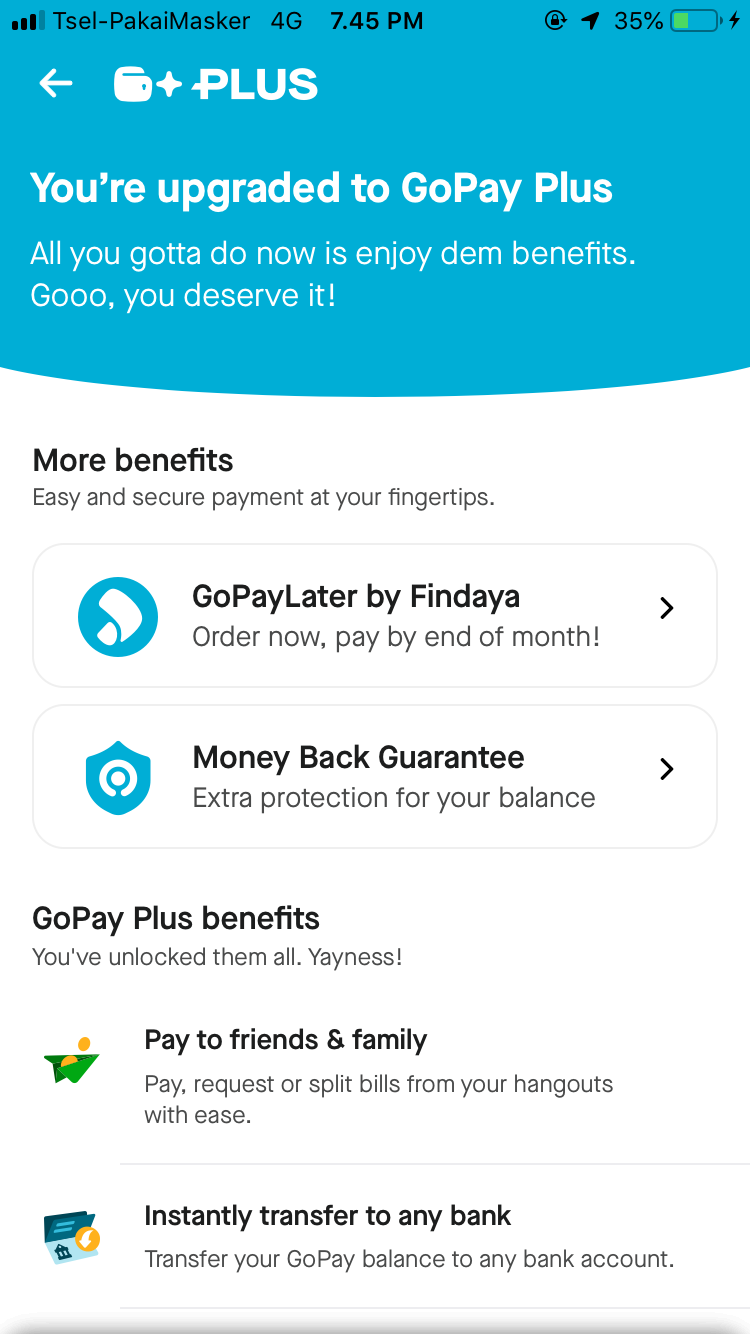 Tsel-PakaiMasker 4G 7.45 PM 35%
PLUS
You’re upgraded to GoPay Plus
All you gotta do now is enjoy dem benefits.
Gooo, you deserve it!
More benefits
Easy and secure payment at your fingertips.
GoPayLater by Findaya
Order now, pay by end of month!
Money Back Guarantee
Extra protection for your balance
GoPay Plus benefits
You've unlocked them all. Yayness!
Pay to friends & family
Pay, request or split bills from your hangouts
with ease.
Instantly transfer to any bank
Transfer your GoPay balance to any bank account.